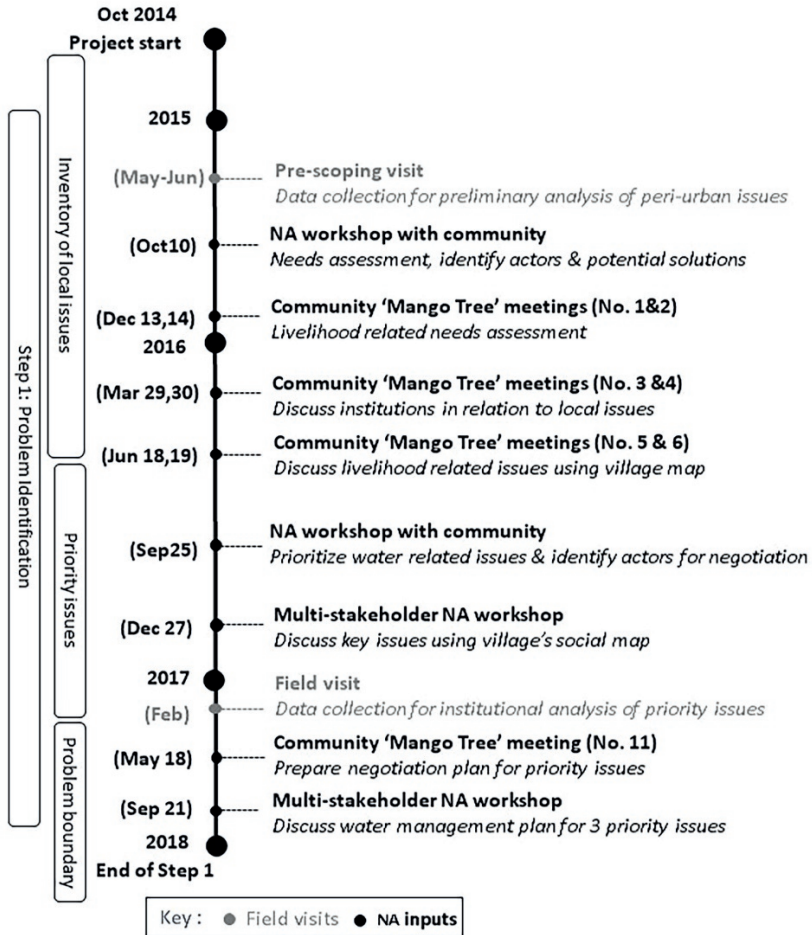 Oct 2014
Project start
Step 1: Problem Identification
Inventory of local issues
2015
(May-Jun)
Pre-scoping visit
Data collection for preliminary analysis of peri-urban issues
(Oct10)
NA workshop with community
Needs assessment, identify actors & potential solutions
(Dec 13,14)
Community ‘Mango Tree’ meetings (No. 1&2)
Livelihood related needs assessment
2016
(Mar 29,30)
Community ‘Mango Tree’ meetings (No. 3 &4)
Discuss institutions in relation to local issues
(Jun 18,19)
Community ‘Mango Tree’ meetings (No. 5 & 6)
Discuss livelihood related issues using village map
Priority issues
(Sep25)
NA workshop with community
Prioritize water related issues & identify actors for negotiation
(Dec 27)
Multi-stakeholder NA workshop
Discuss key issues using village’s social map
2017
(Feb)
Field visit
Data collection for institutional analysis of priority issues
Problem boundary
(May 18)
Community ‘Mango Tree’ meeting (No. 11)
Prepare negotiation plan for priority issues
(Sep 21)
Multi-stakeholder NA workshop
Discuss water management plan for 3 priority issues
2018
End of Step 1
Key : Field visits NA inputs